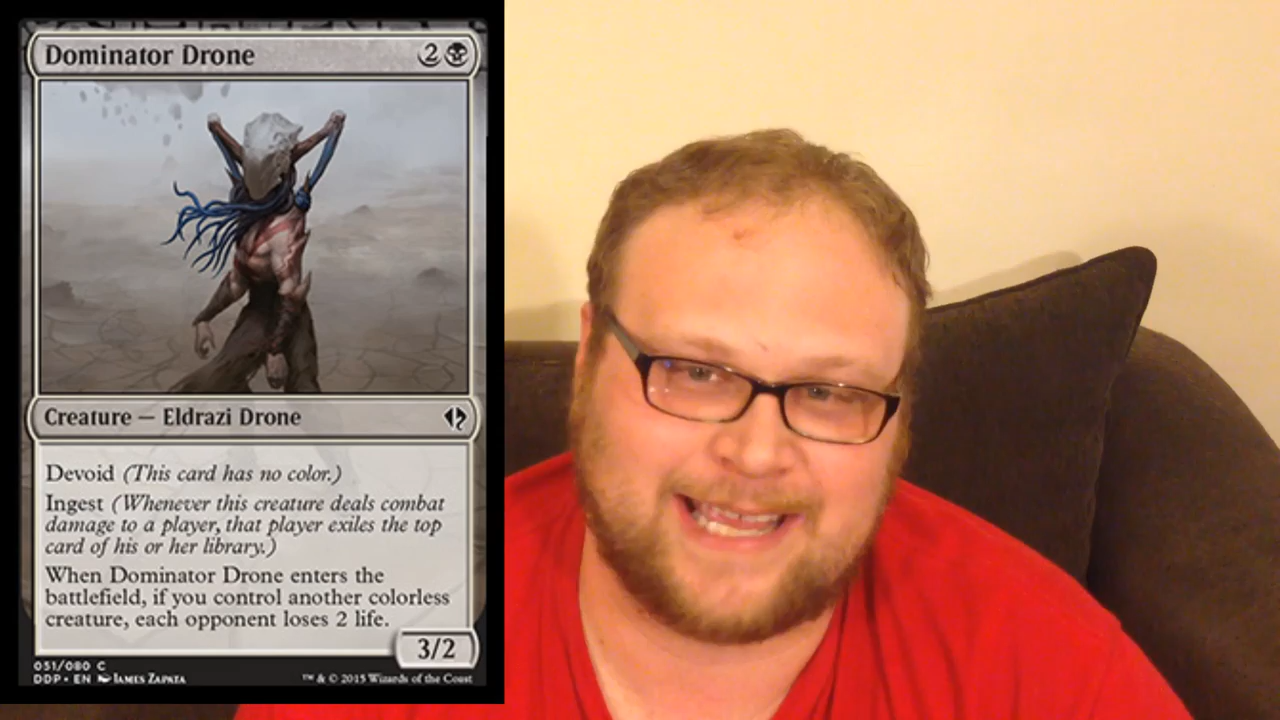 Dominator Drone 2
Creature — Eldrazi Drone
Devoid (This card has no color.)
Ingest (Whenever this creature deals combat
damage to a player, that player exiles the top
card of his or her library.)
When Dominator Drone enters the
battlefield, if you control another colorless
creature, each opponent loses 2 life.
3/2
051/080 C
DDP • EN James Zapata
™ & © 2015 Wizards of the Coast